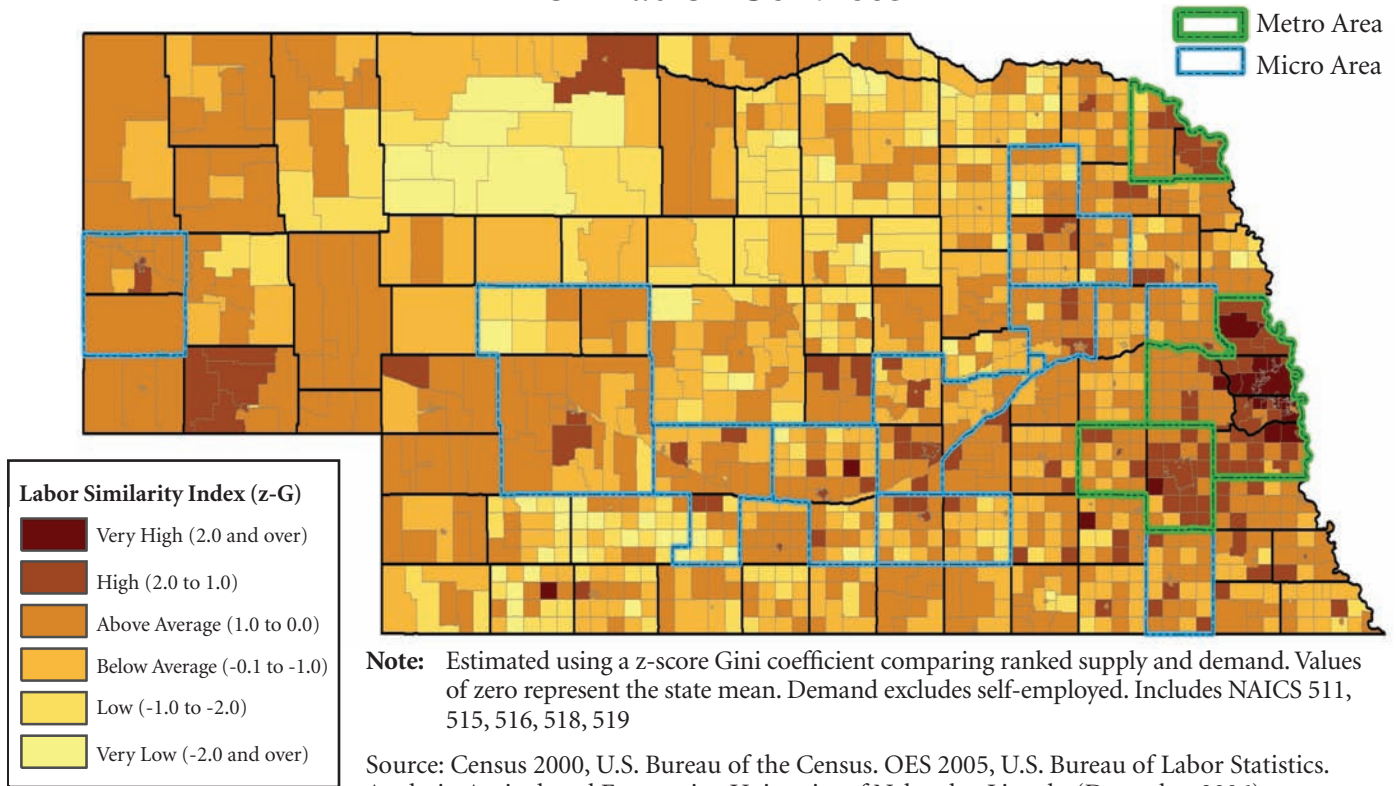 Metro Area
Micro Area
Labor Similarity Index (z-G)
Very High (2.0 and over)
High (2.0 to 1.0)
Above Average (1.0 to 0.0)
Below Average (-0.1 to -1.0)
Low (-1.0 to -2.0)
Very Low (-2.0 and over)
Note: Estimated using a z-score Gini coefficient comparing ranked supply and demand. Values
of zero represent the state mean. Demand excludes self-employed. Includes NAICS 511,
515, 516, 518, 519
Source: Census 2000, U.S. Bureau of the Census. OES 2005, U.S. Bureau of Labor Statistics.